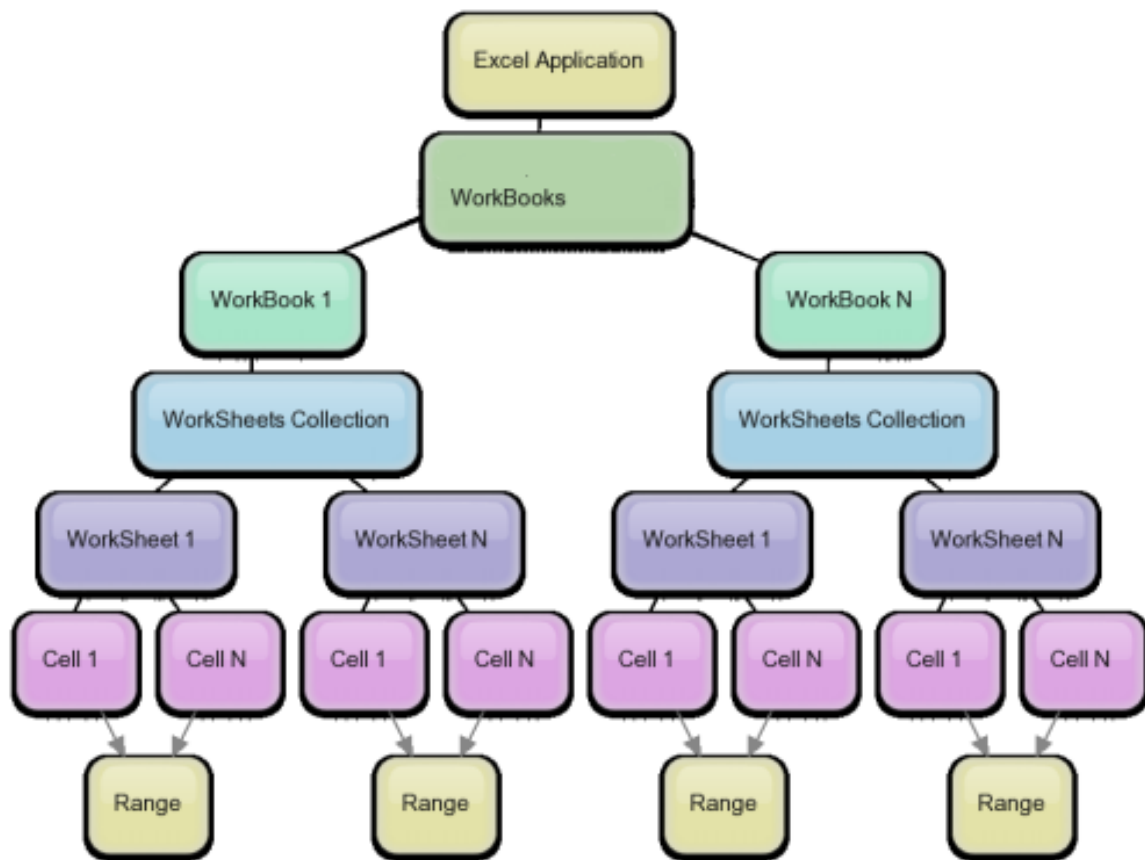 Excel Application
WorkBooks
WorkBook 1
WorkBook N
WorkSheets Collection
WorkSheets Collection
WorkSheet 1
WorkSheet N
WorkSheet 1
WorkSheet N
Cell 1
Cell N
Cell 1
Cell N
Cell 1
Cell N
Cell 1
Cell N
Range
Range
Range
Range